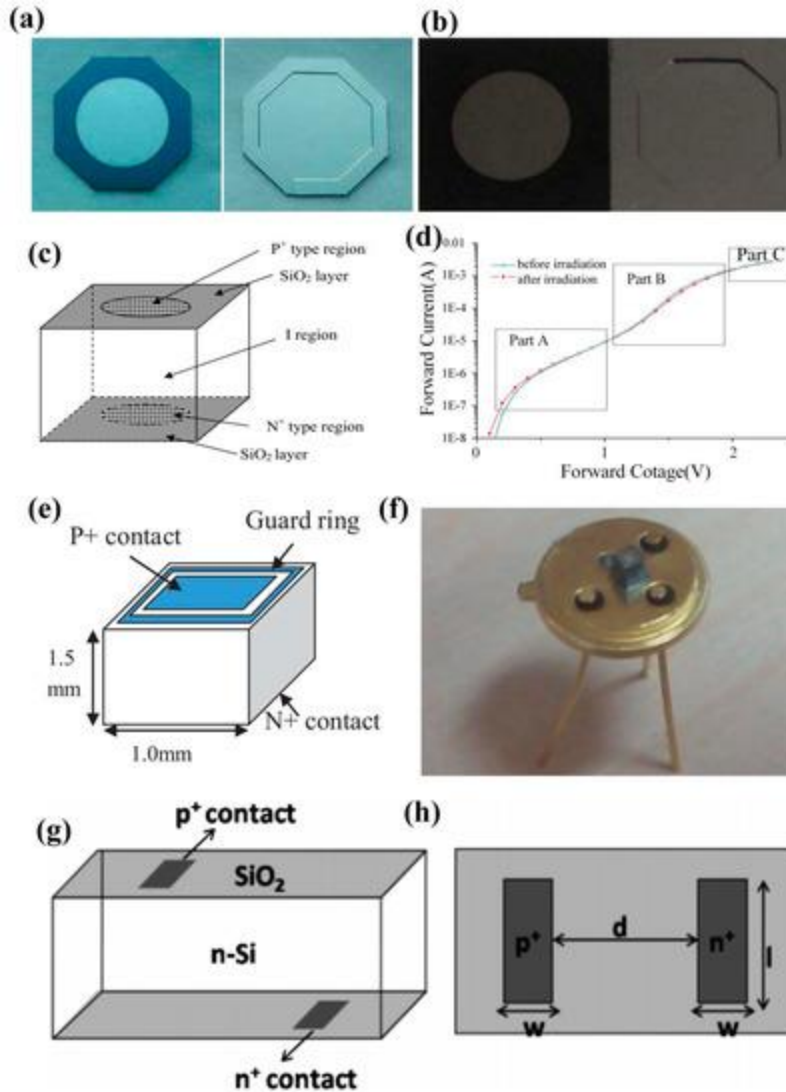 (a)
(b)
(c)
P⁺ type region
SiO₂ layer
I region
N⁺ type region
SiO₂ layer
(d)
0.01
1E-3
1E-4
1E-5
1E-6
1E-7
1E-8
Forward Current(A)
before irradiation
after irradiation
Part A
Part B
Part C
0
1
2
Forward Cotage(V)
(e)
P+ contact
Guard ring
1.5
mm
1.0mm
N+ contact
(f)
(g)
p⁺ contact
SiO₂
n-Si
n⁺ contact
(h)
p⁺
d
n⁺
l
w
w